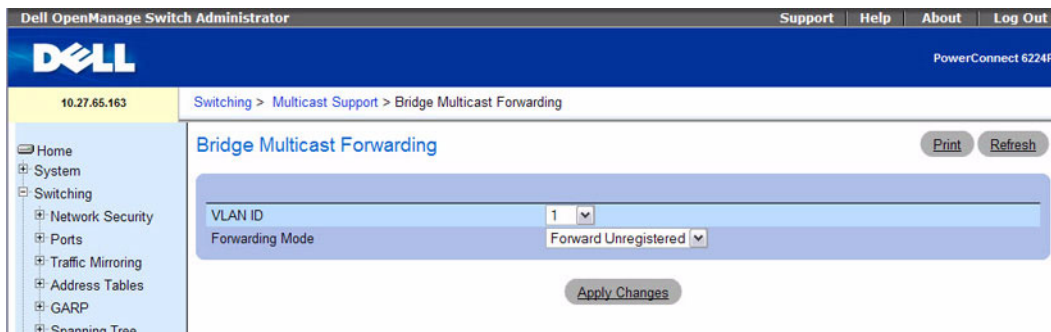 Dell OpenManage Switch Administrator
Support Help About Log Out
DELL
PowerConnect 6224F
10.27.65.163
Switching > Multicast Support > Bridge Multicast Forwarding
Home
System
Switching
Network Security
Ports
Traffic Mirroring
Address Tables
GARP
Spanning Tree
Bridge Multicast Forwarding
Print Refresh
VLAN ID 1
Forwarding Mode Forward Unregistered
Apply Changes